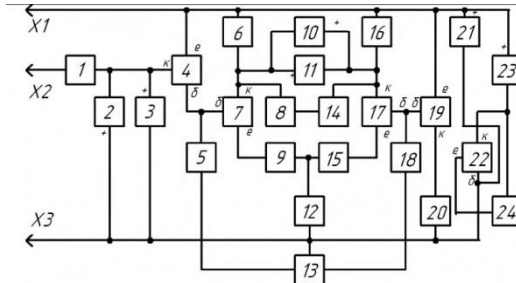 X1
е + 6 10 16 21 +
+ 23
X2 1 к 4 + 11
+ к к е
2 3 б б 7 8 14 17 б б 19 к
+ е е к е 22
5 9 15 18 б
12 20 24
X3
13